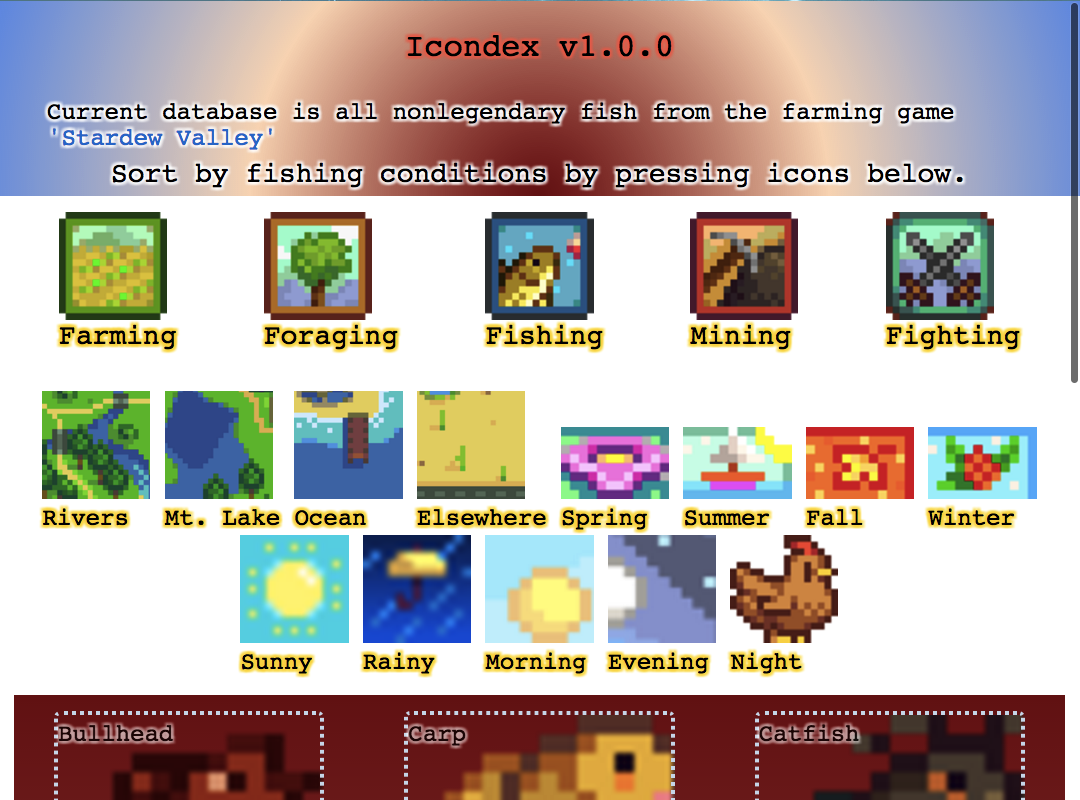 Icondex v1.0.0
Current database is all nonlegendary fish from the farming game
'Stardew Valley'
Sort by fishing conditions by pressing icons below.
Farming Foraging Fishing Mining Fighting
Rivers Mt. Lake Ocean Elsewhere Spring Summer Fall Winter
Sunny Rainy Morning Evening Night
Bullhead Carp Catfish